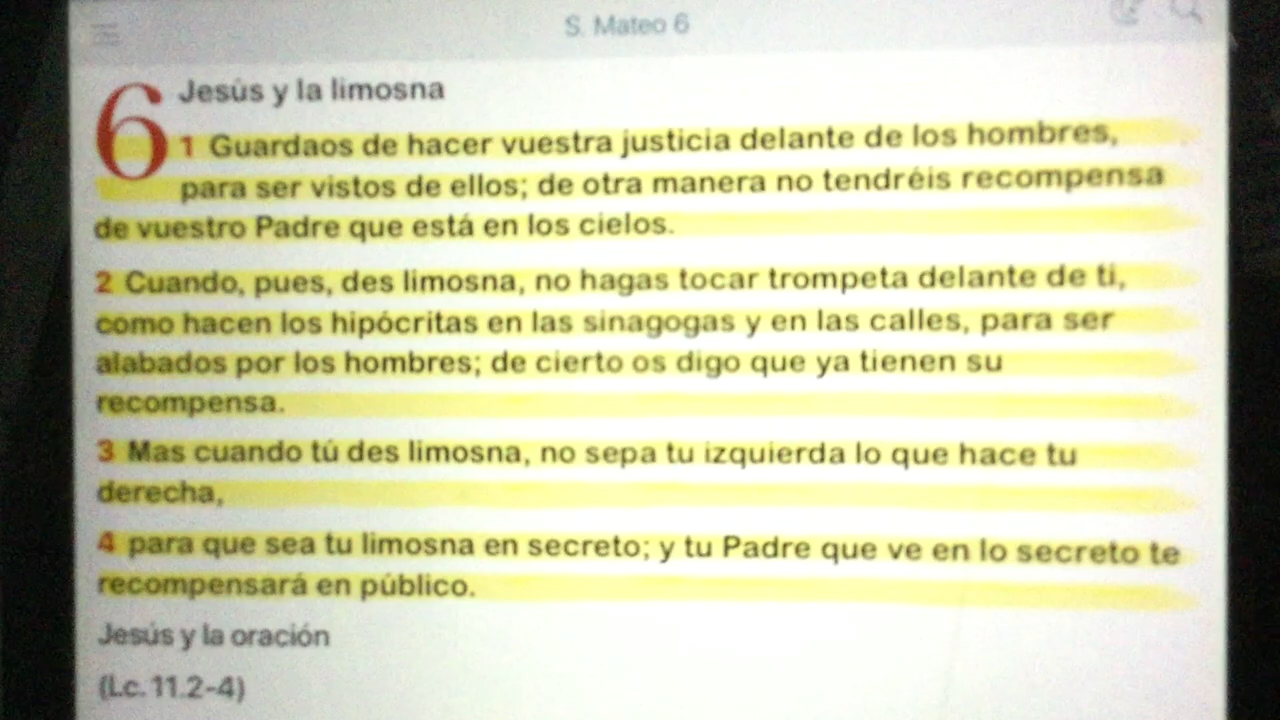 S. Mateo 6
6 Jesús y la limosna
1 Guardaos de hacer vuestra justicia delante de los hombres,
para ser vistos de ellos; de otra manera no tendréis recompensa
de vuestro Padre que está en los cielos.
2 Cuando, pues, des limosna, no hagas tocar trompeta delante de ti,
como hacen los hipócritas en las sinagogas y en las calles, para ser
alabados por los hombres; de cierto os digo que ya tienen su
recompensa.
3 Mas cuando tú des limosna, no sepa tu izquierda lo que hace tu
derecha,
4 para que sea tu limosna en secreto; y tu Padre que ve en lo secreto te
recompensará en público.
Jesús y la oración
(Lc. 11.2-4)